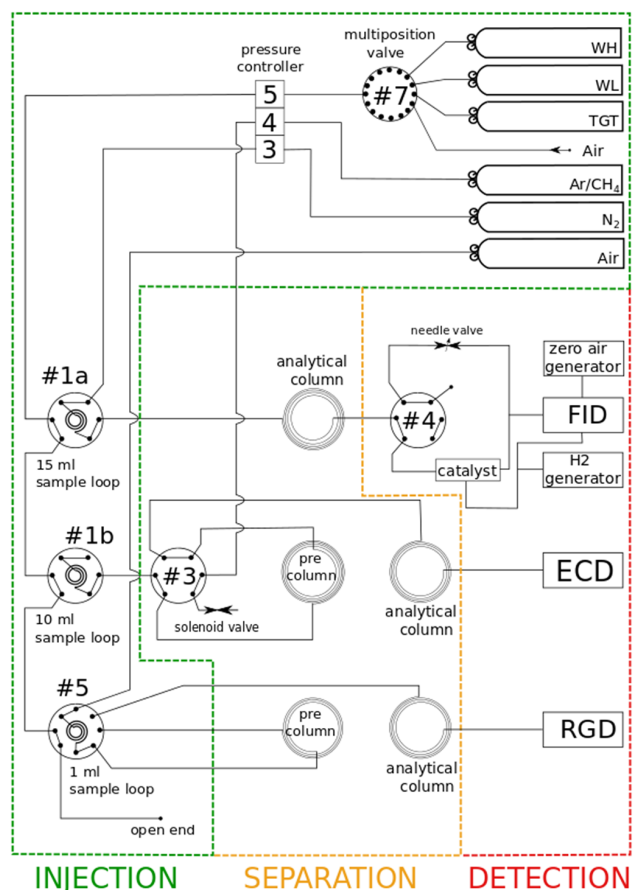 multiposition
valve
pressure
controller
WH
5
#7
WL
4
TGT
3
Air
Ar/CH4
N2
Air
needle valve
zero air
generator
analytical
column
#1a
#4
FID
15 ml
sample loop
catalyst
H2
generator
#1b
#3
pre
column
ECD
10 ml
sample loop
solenoid valve
analytical
column
#5
pre
column
RGD
1 ml
sample loop
analytical
column
open end
INJECTION
SEPARATION
DETECTION